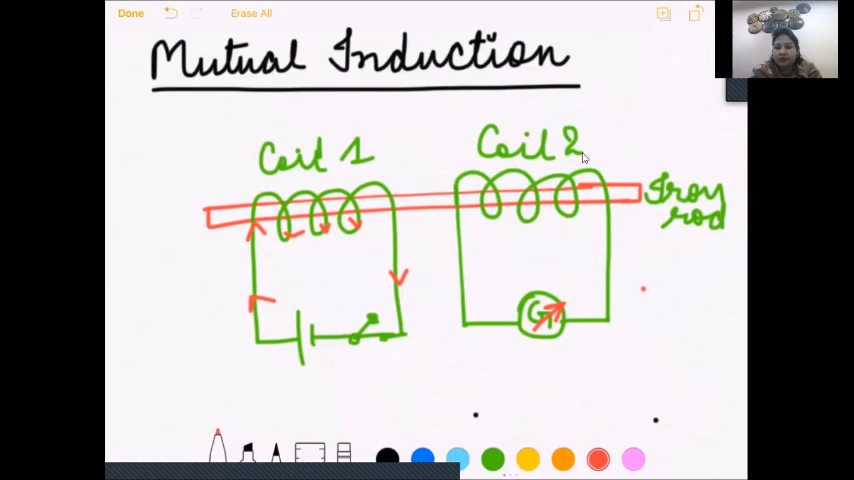 Done Erase All
Mutual Induction
Coil 1
Coil 2
Iron
rod
G